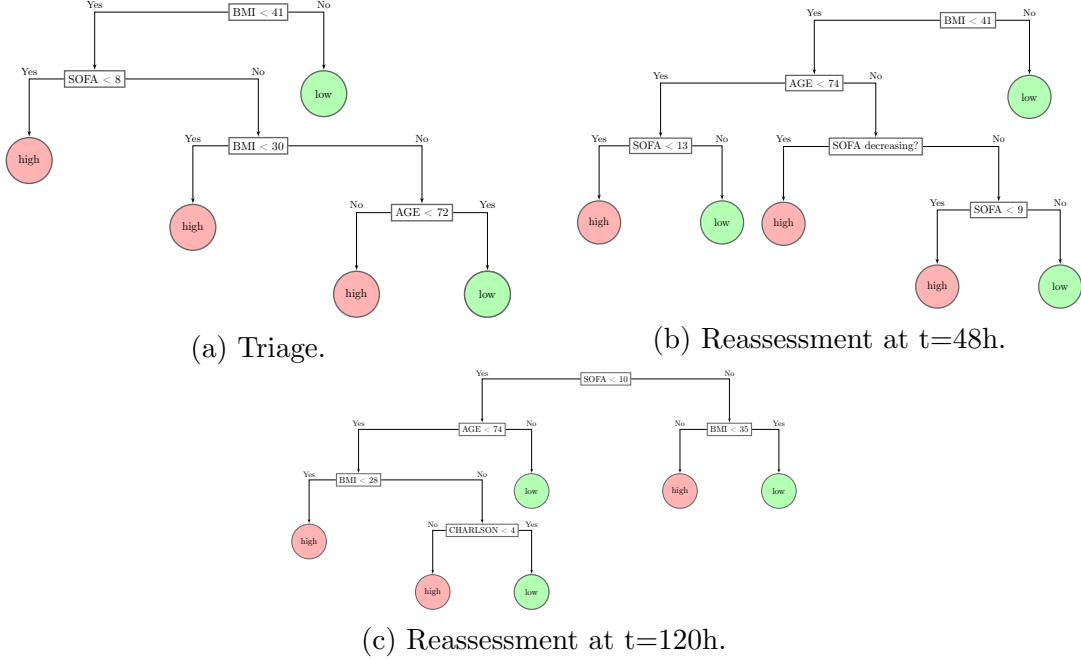 BMI < 41
Yes
No
SOFA < 8
Yes
No
low
high
BMI < 30
Yes
No
high
AGE < 72
No
Yes
high
low
(a) Triage.
BMI < 41
Yes
No
AGE < 74
Yes
No
low
SOFA < 13
Yes
No
SOFA decreasing?
Yes
No
high
low
high
SOFA < 9
Yes
No
high
low
(b) Reassessment at t=48h.
SOFA < 10
Yes
No
AGE < 74
Yes
No
BMI < 35
No
Yes
BMI < 28
Yes
No
low
high
low
high
CHARLSON < 4
No
Yes
high
low
(c) Reassessment at t=120h.